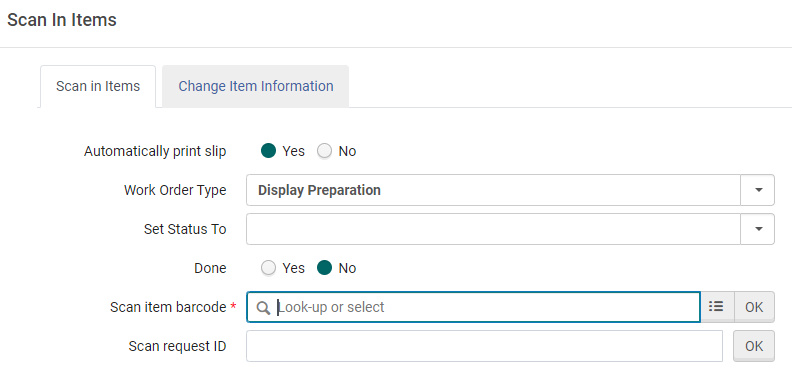 Scan In Items
Scan in Items Change Item Information
Automatically print slip Yes No
Work Order Type Display Preparation
Set Status To
Done Yes No
Scan item barcode * Look-up or select OK
Scan request ID OK